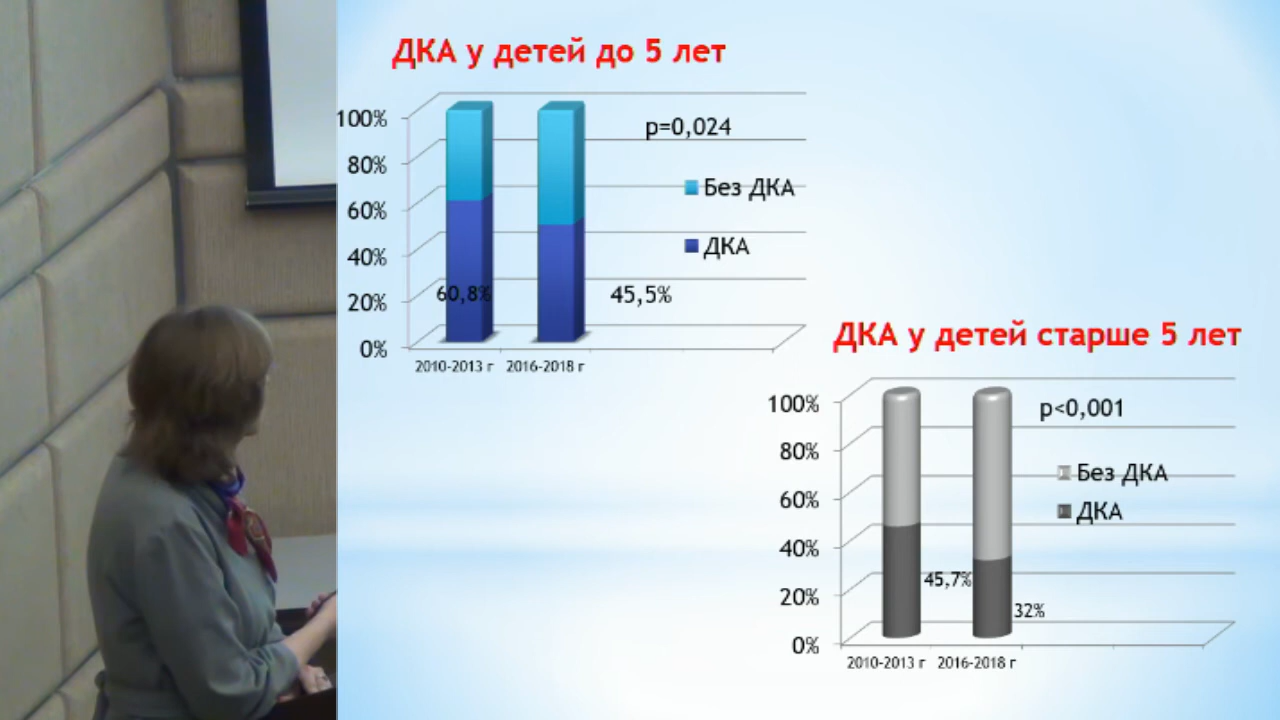 ДКА у детей до 5 лет
100%
80%
60%
40%
20%
0%
p=0,024
Без ДКА
ДКА
60,8%
45,5%
2010-2013 г
2016-2018 г
ДКА у детей старше 5 лет
100%
80%
60%
40%
20%
0%
p<0,001
Без ДКА
ДКА
45,7%
32%
2010-2013 г
2016-2018 г